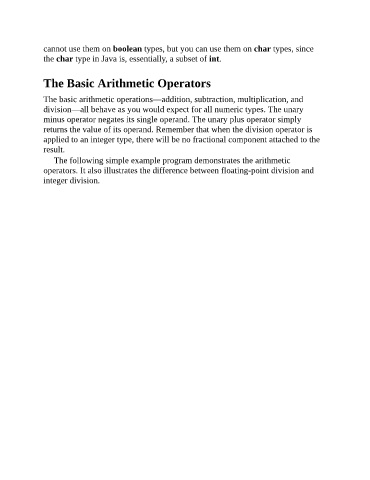 cannot use them on boolean types, but you can use them on char types, since
the char type in Java is, essentially, a subset of int.
The Basic Arithmetic Operators
The basic arithmetic operations—addition, subtraction, multiplication, and
division—all behave as you would expect for all numeric types. The unary
minus operator negates its single operand. The unary plus operator simply
returns the value of its operand. Remember that when the division operator is
applied to an integer type, there will be no fractional component attached to the
result.
The following simple example program demonstrates the arithmetic
operators. It also illustrates the difference between floating-point division and
integer division.